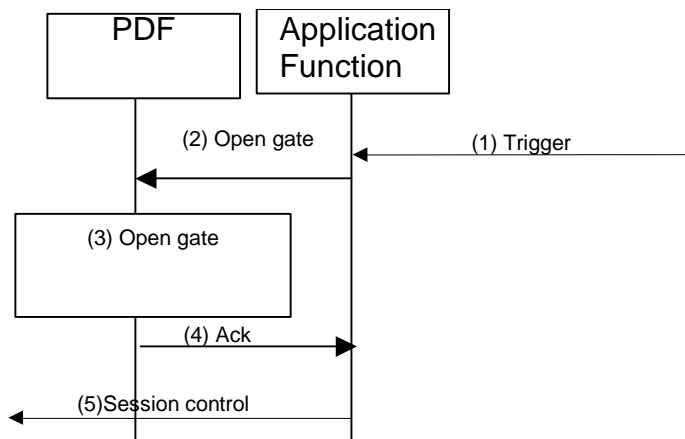 PDF
Application
Function
(2) Open gate
(1) Trigger
(3) Open gate
(4) Ack
(5)Session control